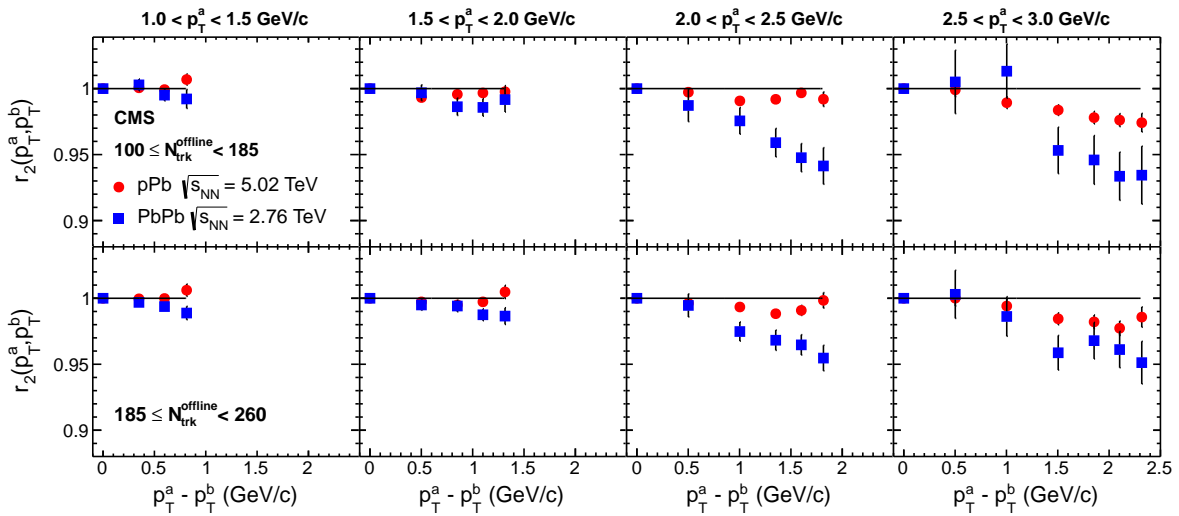 1.0 < p_T^a < 1.5 GeV/c
1.5 < p_T^a < 2.0 GeV/c
2.0 < p_T^a < 2.5 GeV/c
2.5 < p_T^a < 3.0 GeV/c
r_2(p_T^a,p_T^b)
1
0.95
0.9
CMS
100 ≤ N_trk^offline < 185
pPb √s_NN = 5.02 TeV
PbPb √s_NN = 2.76 TeV
r_2(p_T^a,p_T^b)
1
0.95
0.9
185 ≤ N_trk^offline < 260
0 0.5 1 1.5 2
0 0.5 1 1.5 2
0 0.5 1 1.5 2
0 0.5 1 1.5 2 2.5
p_T^a - p_T^b (GeV/c)
p_T^a - p_T^b (GeV/c)
p_T^a - p_T^b (GeV/c)
p_T^a - p_T^b (GeV/c)